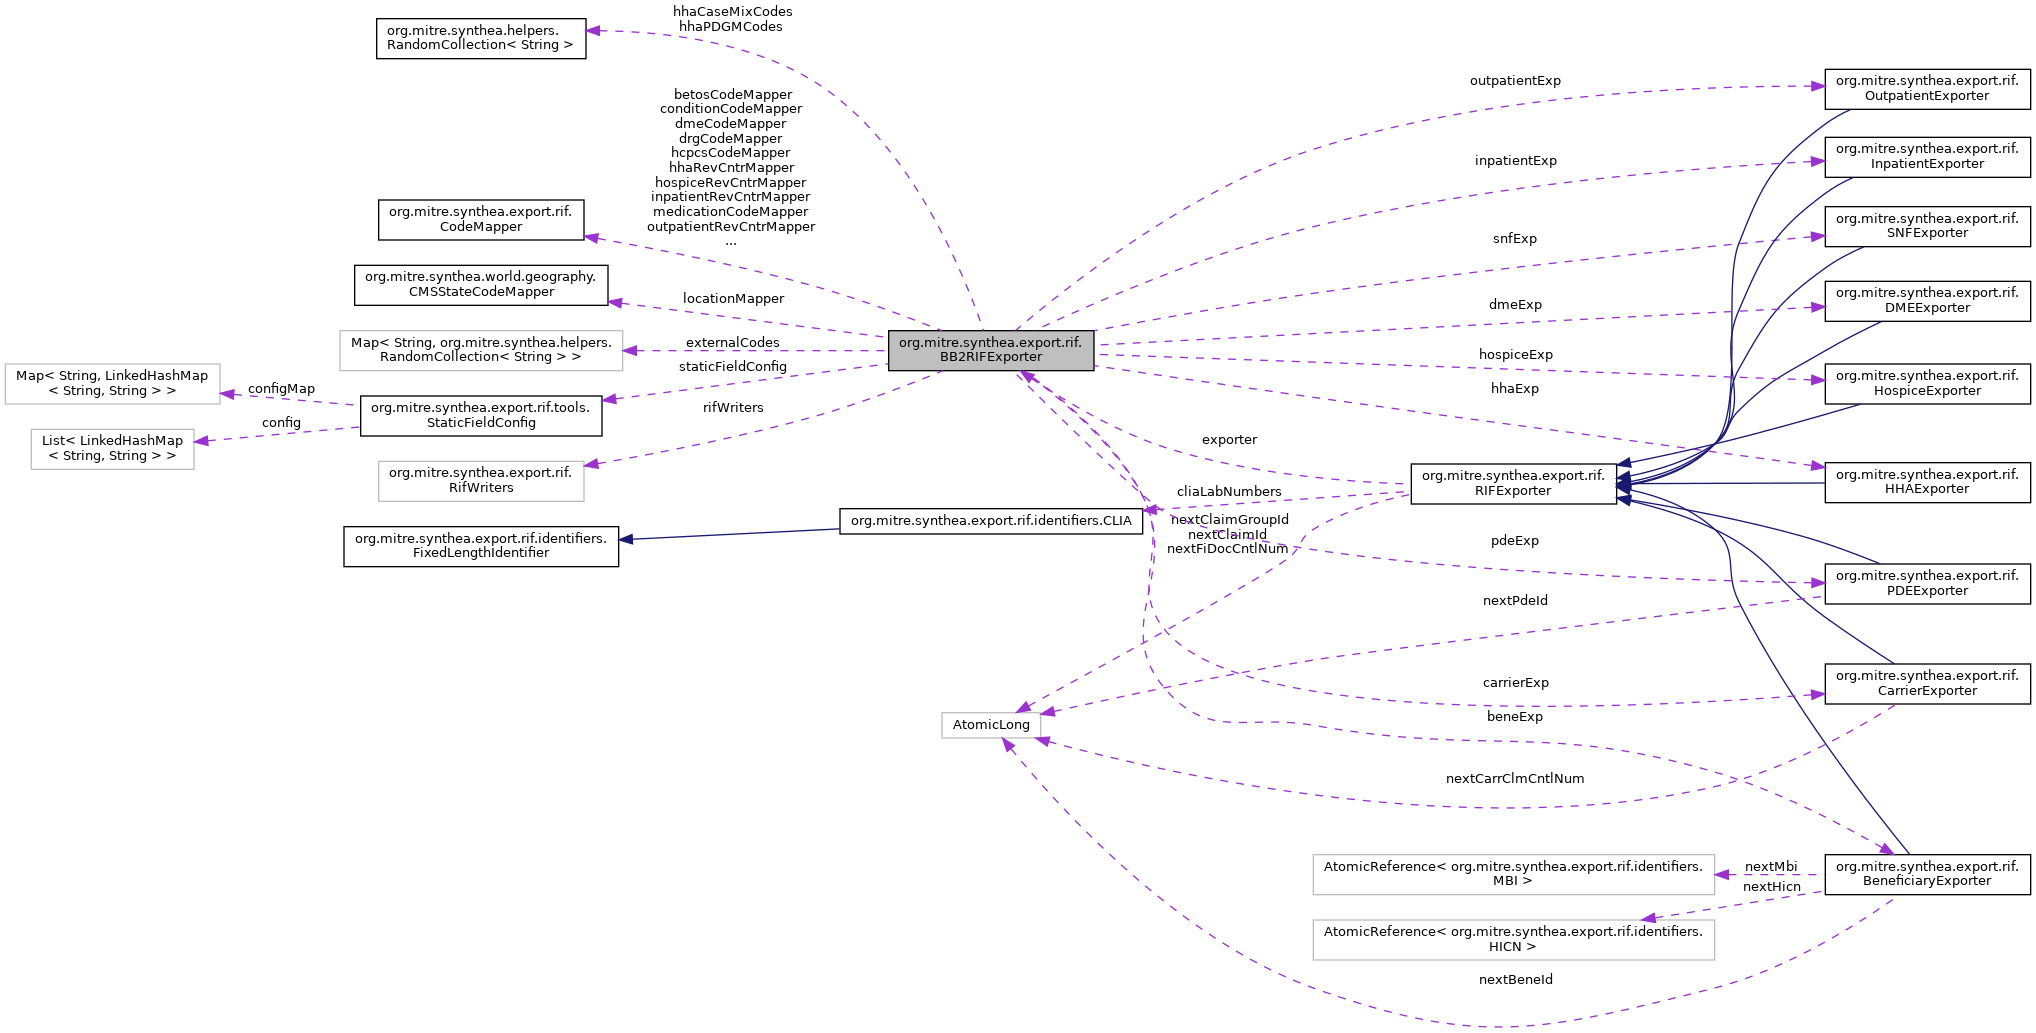 hhaCaseMixCodes
hhaPDGMCodes
org.mitre.synthea.helpers.
RandomCollection< String >
betosCodeMapper
conditionCodeMapper
dmeCodeMapper
drgCodeMapper
hcpcsCodeMapper
hhaRevCntrMapper
hospiceRevCntrMapper
inpatientRevCntrMapper
medicationCodeMapper
outpatientRevCntrMapper
...
org.mitre.synthea.export.rif.
CodeMapper
org.mitre.synthea.world.geography.
CMSStateCodeMapper
locationMapper
Map< String, org.mitre.synthea.helpers.
RandomCollection< String > >
externalCodes
staticFieldConfig
Map< String, LinkedHashMap
< String, String > >
configMap
org.mitre.synthea.export.rif.tools.
StaticFieldConfig
rifWriters
config
List< LinkedHashMap
< String, String > >
org.mitre.synthea.export.rif.
RifWriters
org.mitre.synthea.export.rif.identifiers.
FixedLengthIdentifier
org.mitre.synthea.export.rif.identifiers.CLIA
org.mitre.synthea.export.rif.
BB2RIFExporter
outpatientExp
inpatientExp
snfExp
dmeExp
hospiceExp
hhaExp
exporter
cliaLabNumbers
nextClaimGroupId
nextClaimId
nextFiDocCntlNum
org.mitre.synthea.export.rif.
RIFExporter
pdeExp
nextPdeId
carrierExp
beneExp
AtomicLong
nextCarrClmCntlNum
AtomicReference< org.mitre.synthea.export.rif.identifiers.
MBI >
nextMbi
nextHicn
AtomicReference< org.mitre.synthea.export.rif.identifiers.
HICN >
nextBeneId
org.mitre.synthea.export.rif.
OutpatientExporter
org.mitre.synthea.export.rif.
InpatientExporter
org.mitre.synthea.export.rif.
SNFExporter
org.mitre.synthea.export.rif.
DMEExporter
org.mitre.synthea.export.rif.
HospiceExporter
org.mitre.synthea.export.rif.
HHAExporter
org.mitre.synthea.export.rif.
PDEExporter
org.mitre.synthea.export.rif.
CarrierExporter
org.mitre.synthea.export.rif.
BeneficiaryExporter